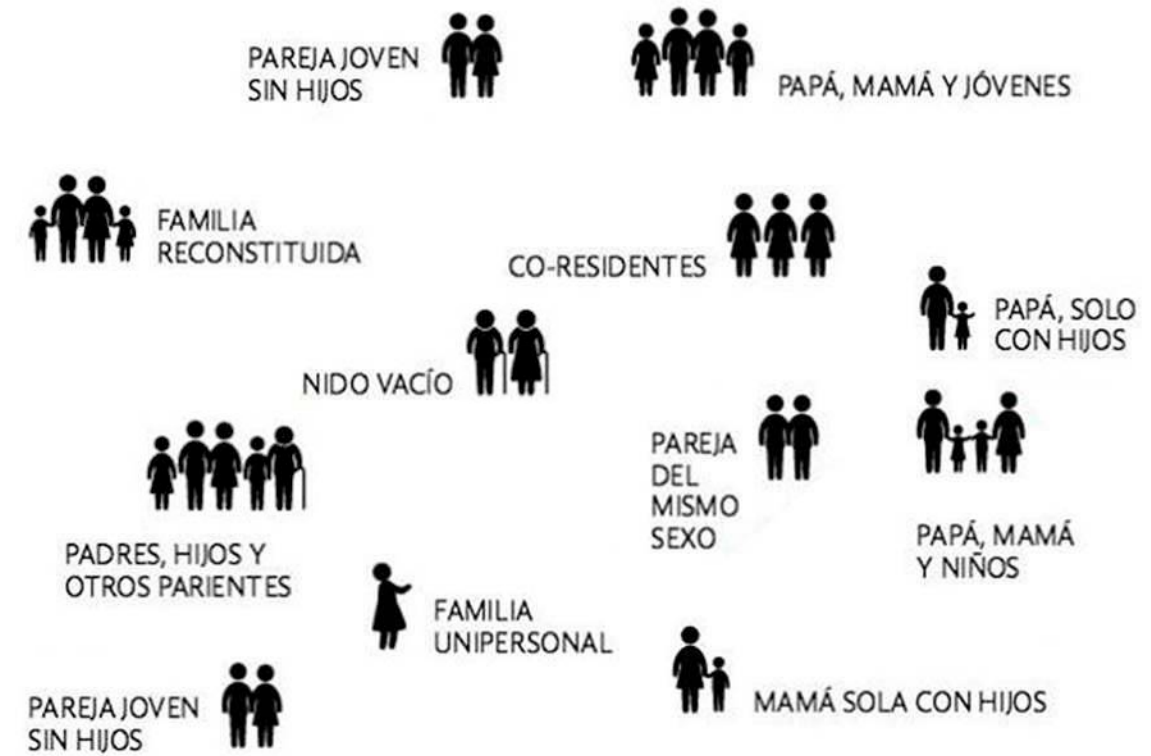 PAREJA JOVEN
SIN HIJOS
PAPÁ, MAMÁ Y JÓVENES
FAMILIA
RECONSTITUIDA
CO-RESIDENTES
PAPÁ, SOLO
CON HIJOS
NIDO VACÍO
PAREJA
DEL
MISMO
SEXO
PAPÁ, MAMÁ
Y NIÑOS
PADRES, HIJOS Y
OTROS PARIENTES
FAMILIA
UNIPERSONAL
MAMÁ SOLA CON HIJOS
PAREJA JOVEN
SIN HIJOS